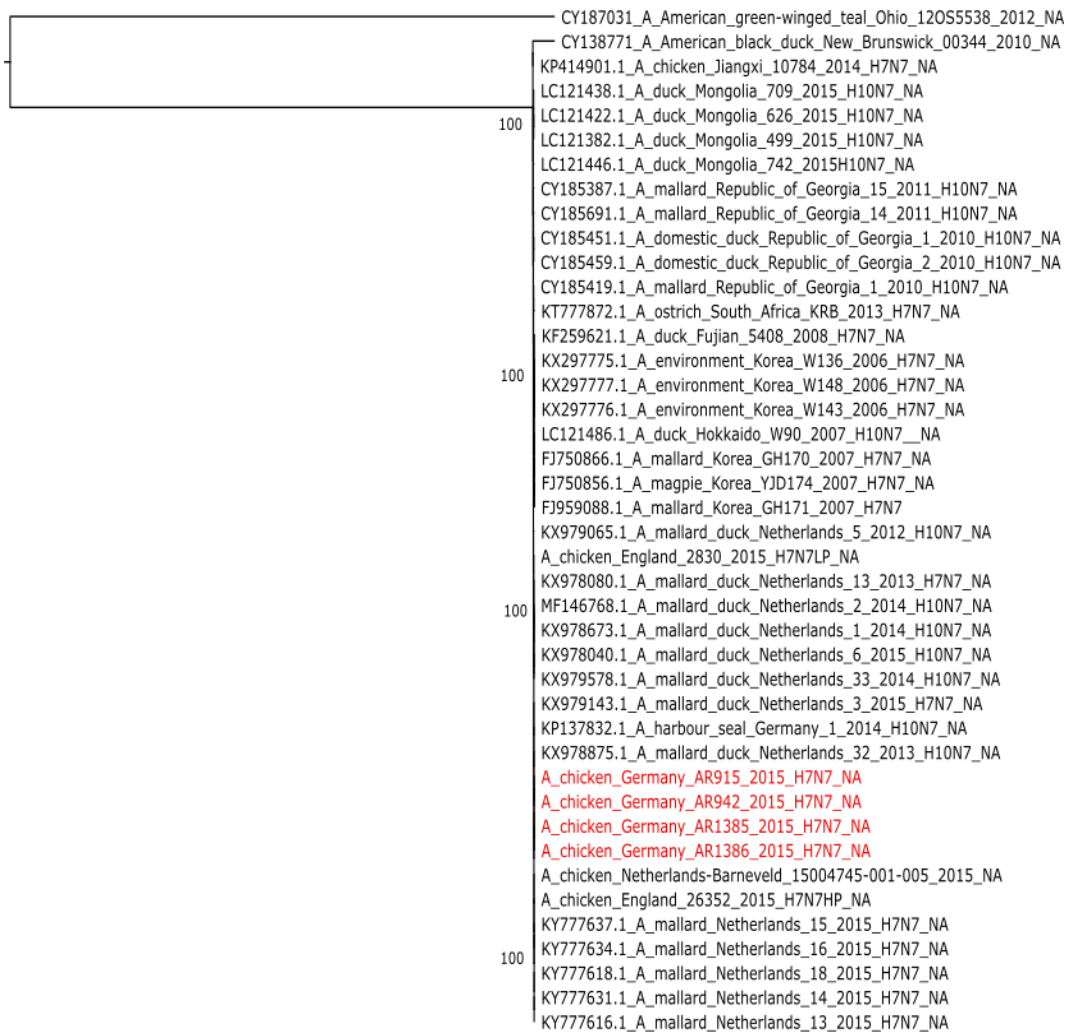 CY187031_A_American_green-winged_teal_Ohio_12OS5538_2012_NA
CY138771_A_American_black_duck_New_Brunswick_00344_2010_NA
KP414901.1_A_chicken_Jiangxi_10784_2014_H7N7_NA
LC121438.1_A_duck_Mongolia_709_2015_H10N7_NA
100
LC121422.1_A_duck_Mongolia_626_2015_H10N7_NA
LC121382.1_A_duck_Mongolia_499_2015_H10N7_NA
LC121446.1_A_duck_Mongolia_742_2015H10N7_NA
CY185387.1_A_mallard_Republic_of_Georgia_15_2011_H10N7_NA
CY185691.1_A_mallard_Republic_of_Georgia_14_2011_H10N7_NA
CY185451.1_A_domestic_duck_Republic_of_Georgia_1_2010_H10N7_NA
CY185459.1_A_domestic_duck_Republic_of_Georgia_2_2010_H10N7_NA
CY185419.1_A_mallard_Republic_of_Georgia_1_2010_H10N7_NA
KT777872.1_A_ostrich_South_Africa_KRB_2013_H7N7_NA
KF259621.1_A_duck_Fujian_5408_2008_H7N7_NA
KX297775.1_A_environment_Korea_W136_2006_H7N7_NA
100
KX297777.1_A_environment_Korea_W148_2006_H7N7_NA
KX297776.1_A_environment_Korea_W143_2006_H7N7_NA
LC121486.1_A_duck_Hokkaido_W90_2007_H10N7__NA
FJ750866.1_A_mallard_Korea_GH170_2007_H7N7_NA
FJ750856.1_A_magpie_Korea_YJD174_2007_H7N7_NA
FJ959088.1_A_mallard_Korea_GH171_2007_H7N7
KX979065.1_A_mallard_duck_Netherlands_5_2012_H10N7_NA
A_chicken_England_2830_2015_H7N7LP_NA
KX978080.1_A_mallard_duck_Netherlands_13_2013_H7N7_NA
MF146768.1_A_mallard_duck_Netherlands_2_2014_H10N7_NA
100
KX978673.1_A_mallard_duck_Netherlands_1_2014_H10N7_NA
KX978040.1_A_mallard_duck_Netherlands_6_2015_H10N7_NA
KX979578.1_A_mallard_duck_Netherlands_33_2014_H10N7_NA
KX979143.1_A_mallard_duck_Netherlands_3_2015_H7N7_NA
KP137832.1_A_harbour_seal_Germany_1_2014_H10N7_NA
KX978875.1_A_mallard_duck_Netherlands_32_2013_H10N7_NA
A_chicken_Germany_AR915_2015_H7N7_NA
A_chicken_Germany_AR942_2015_H7N7_NA
A_chicken_Germany_AR1385_2015_H7N7_NA
A_chicken_Germany_AR1386_2015_H7N7_NA
A_chicken_Netherlands-Barneveld_15004745-001-005_2015_NA
A_chicken_England_26352_2015_H7N7HP_NA
KY777637.1_A_mallard_Netherlands_15_2015_H7N7_NA
KY777634.1_A_mallard_Netherlands_16_2015_H7N7_NA
100
KY777618.1_A_mallard_Netherlands_18_2015_H7N7_NA
KY777631.1_A_mallard_Netherlands_14_2015_H7N7_NA
KY777616.1_A_mallard_Netherlands_13_2015_H7N7_NA